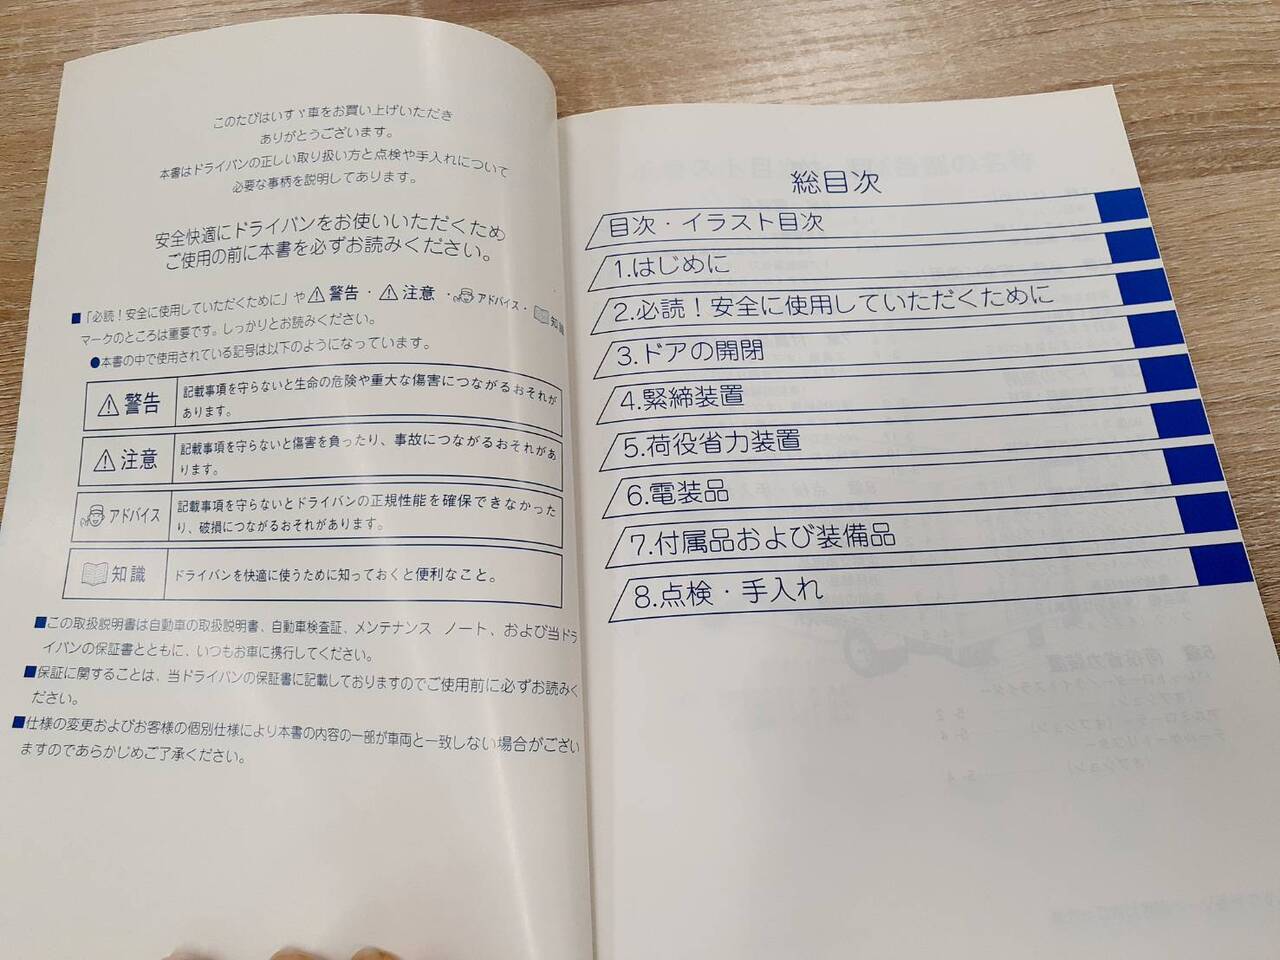 このたびはいすゞ車をお買い上げいただき
ありがとうございます。
本書はドライバンの正しい取り扱い方と点検や手入れについて
必要な事柄を説明してあります。
安全快適にドライバンをお使いいただくため
ご使用の前に本書を必ずお読みください。
■「必読！安全に使用していただくために」や⚠警告・⚠注意・アドバイス・知識
マークのところは重要です。しっかりとお読みください。
●本書の中で使用されている記号は以下のようになっています。
⚠警告 記載事項を守らないと生命の危険や重大な傷害につながるおそれが
あります。
⚠注意 記載事項を守らないと傷害を負ったり、事故につながるおそれがあ
ります。
アドバイス 記載事項を守らないとドライバンの正規性能を確保できなかった
り、破損につながるおそれがあります。
知識 ドライバンを快適に使うために知っておくと便利なこと。
■この取扱説明書は自動車の取扱説明書、自動車検査証、メンテナンス ノート、および当ドラ
イバンの保証書とともに、いつもお車に携行してください。
■保証に関することは、当ドライバンの保証書に記載しておりますのでご使用前に必ずお読みく
ださい。
■仕様の変更およびお客様の個別仕様により本書の内容の一部が車両と一致しない場合がござい
ますのであらかじめご了承ください。
総目次
目次・イラスト目次
1.はじめに
2.必読！安全に使用していただくために
3.ドアの開閉
4.緊締装置
5.荷役省力装置
6.電装品
7.付属品および装備品
8.点検・手入れ